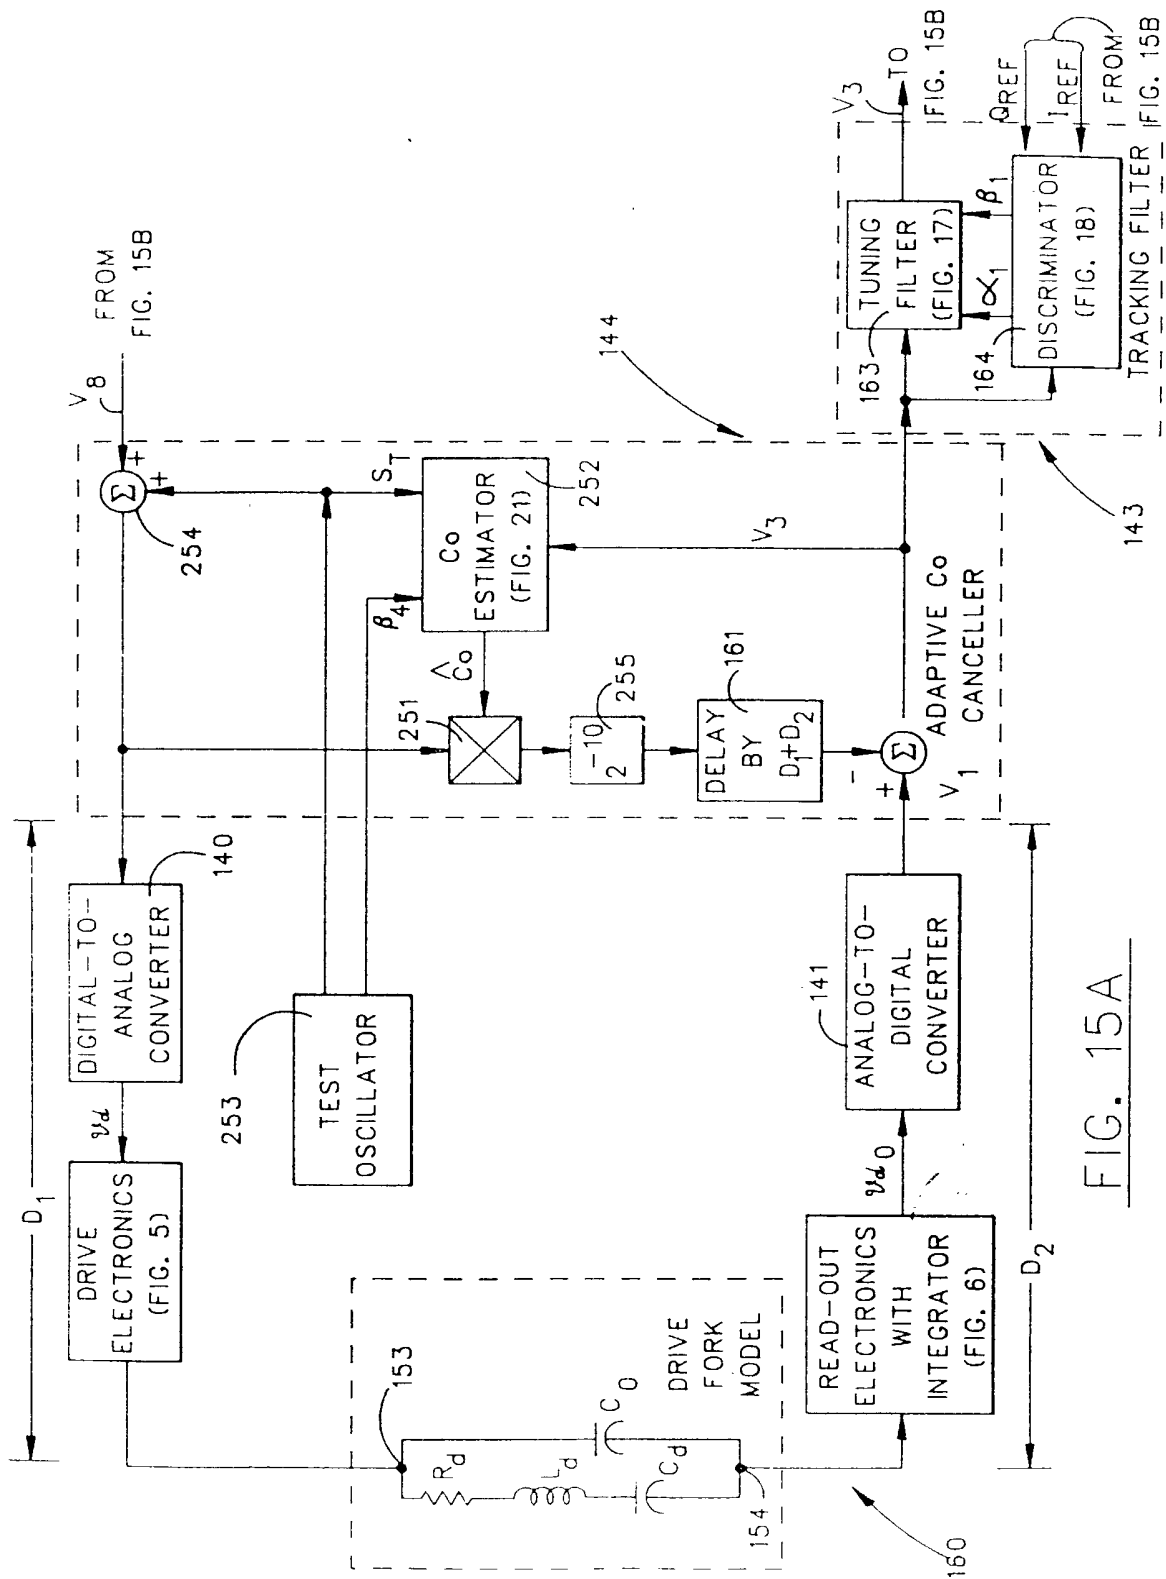 D1
DRIVE
ELECTRONICS
(FIG. 5)
vd
DIGITAL-TO-
ANALOG
CONVERTER
140
254
Σ
+
+
V8
FROM
FIG. 15B
153
Rd
Ld
Cd
C0
DRIVE
FORK
MODEL
154
160
253
TEST
OSCILLATOR
β4
ST
Co
ESTIMATOR
(FIG. 21)
252
Ĉo
251
2^-10
255
DELAY
BY
D1+D2
161
-
+
Σ
V1
V3
ADAPTIVE Co
CANCELLER
144
READ-OUT
ELECTRONICS
WITH
INTEGRATOR
(FIG. 6)
vd0
141
ANALOG-TO-
DIGITAL
CONVERTER
D2
163
TUNING
FILTER
(FIG. 17)
V3
TO
FIG. 15B
α1
β1
164
DISCRIMINATOR
(FIG. 18)
QREF
IREF
FROM
FIG. 15B
TRACKING FILTER
143
FIG. 15A